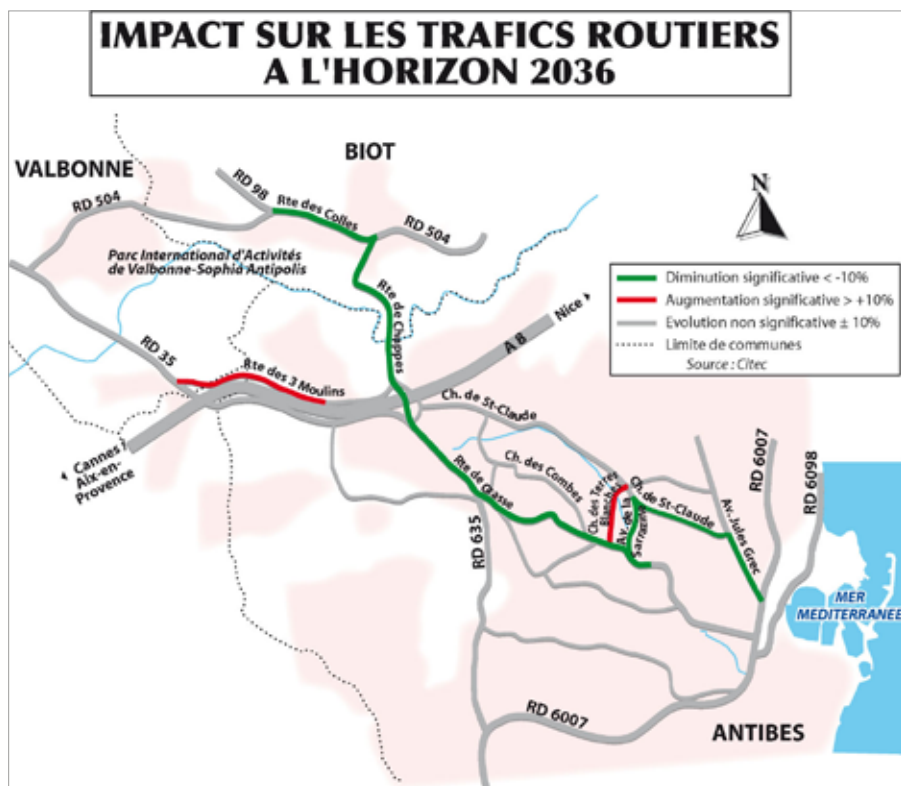 IMPACT SUR LES TRAFICS ROUTIERS
A L'HORIZON 2036
VALBONNE
BIOT
RD 504
RD 98
Rte des Colles
RD 504
N
Parc International d'Activités
de Valbonne-Sophia Antipolis
Rte de Chappes
Diminution significative < -10%
Augmentation significative > +10%
Evolution non significative ± 10%
Limite de communes
Source : Citec
Nice
A 8
RD 35
Rte des 3 Moulins
Ch. de St-Claude
Cannes /
Aix-en-
Provence
Rte de Grasse
Ch. des Combes
Ch. des Terres
Blanches
Av. de la
Sarrazine
Ch. de St-Claude
Av. Jules Grec
RD 6007
RD 6098
RD 635
MER
MEDITERRANEE
RD 6007
ANTIBES